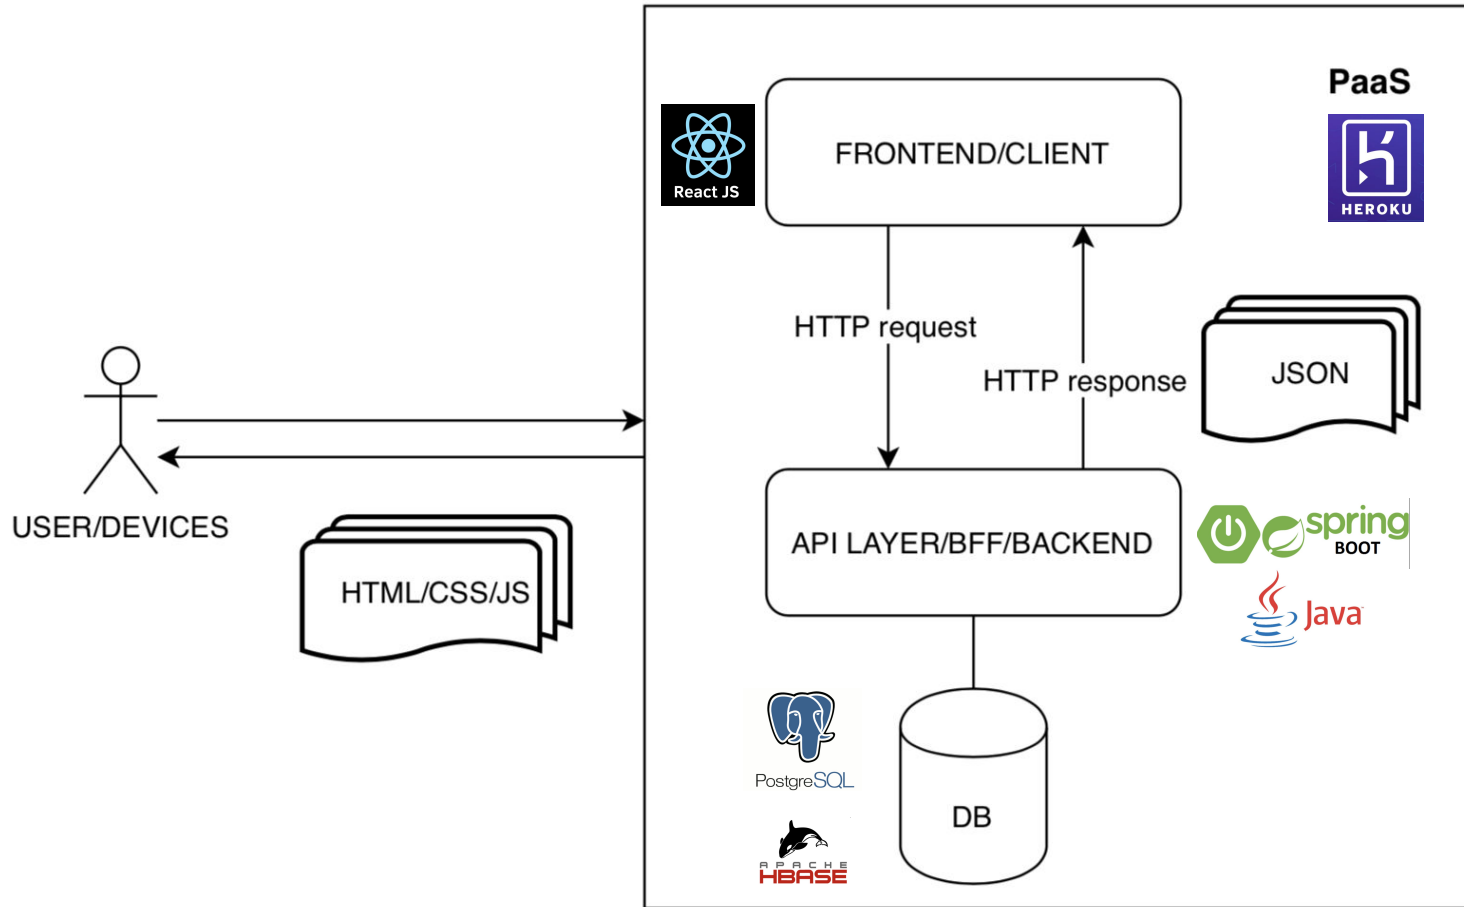 PaaS
FRONTEND/CLIENT
React JS
HEROKU
HTTP request
HTTP response
JSON
USER/DEVICES
HTML/CSS/JS
API LAYER/BFF/BACKEND
spring
BOOT
Java
PostgreSQL
DB
APACHE
HBASE